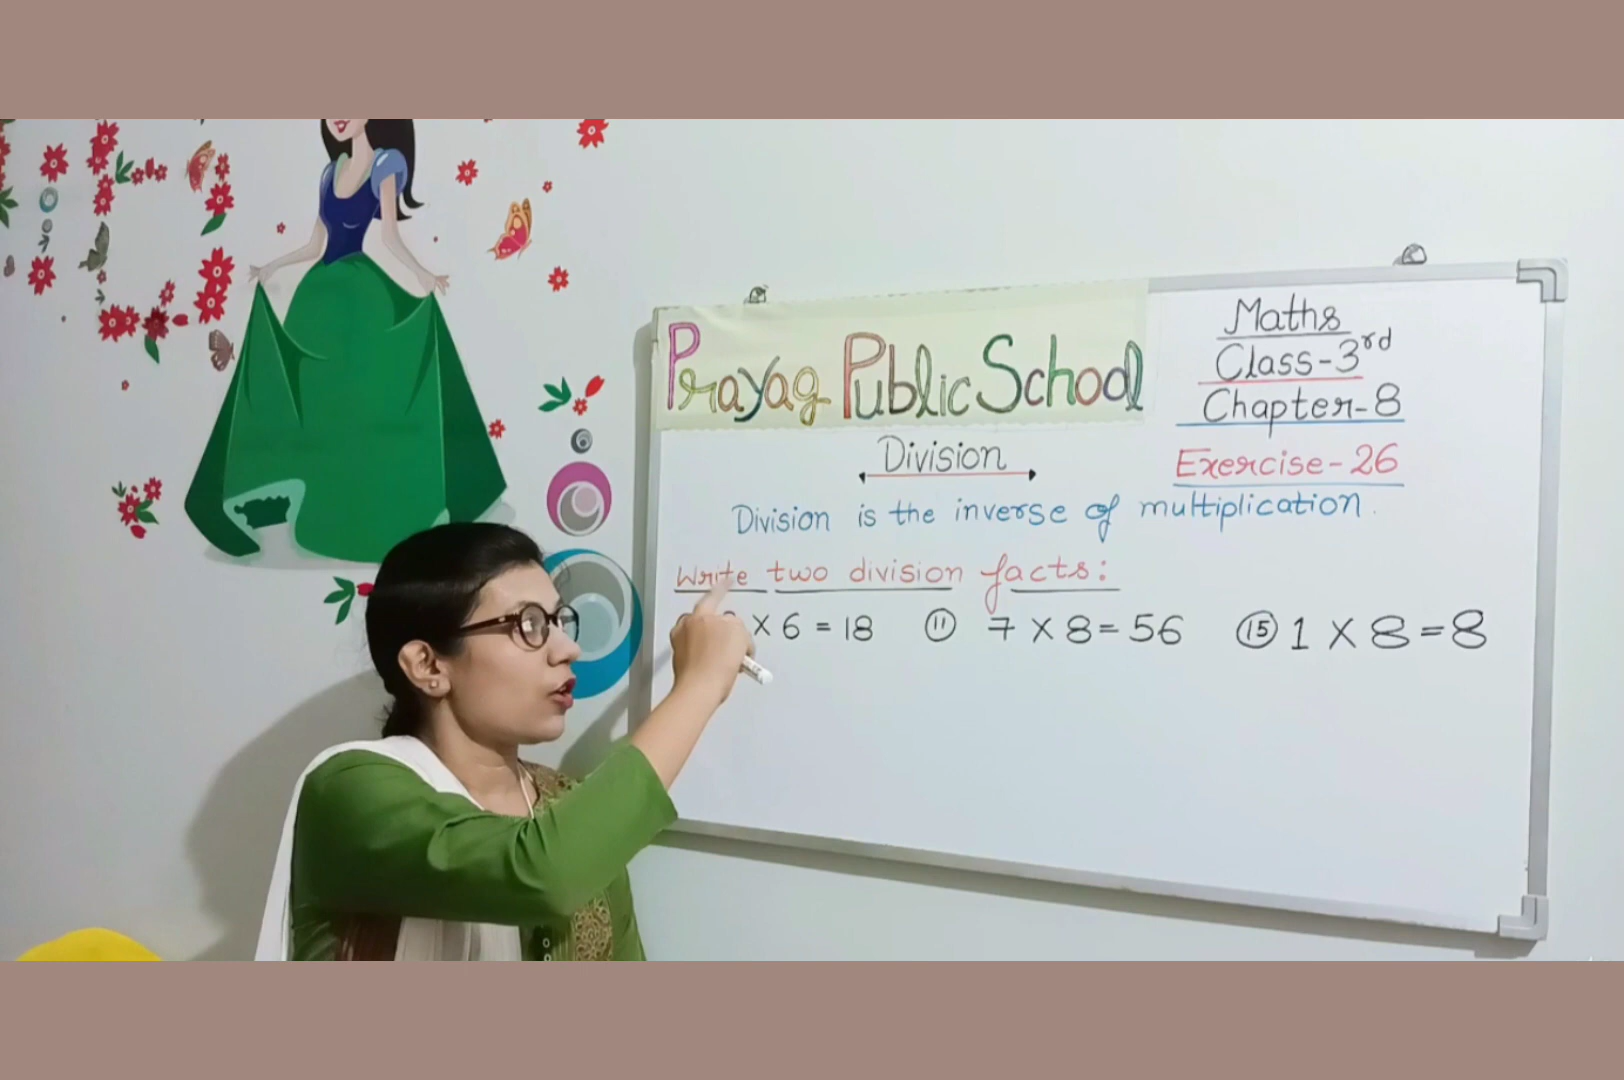 Prayag Public School
Maths
Class-3rd
Chapter-8
Exercise-26
Division
Division is the inverse of multiplication.
Write two division facts:
x 6 = 18 ⑪ 7 x 8 = 56 ⑮ 1 x 8 = 8